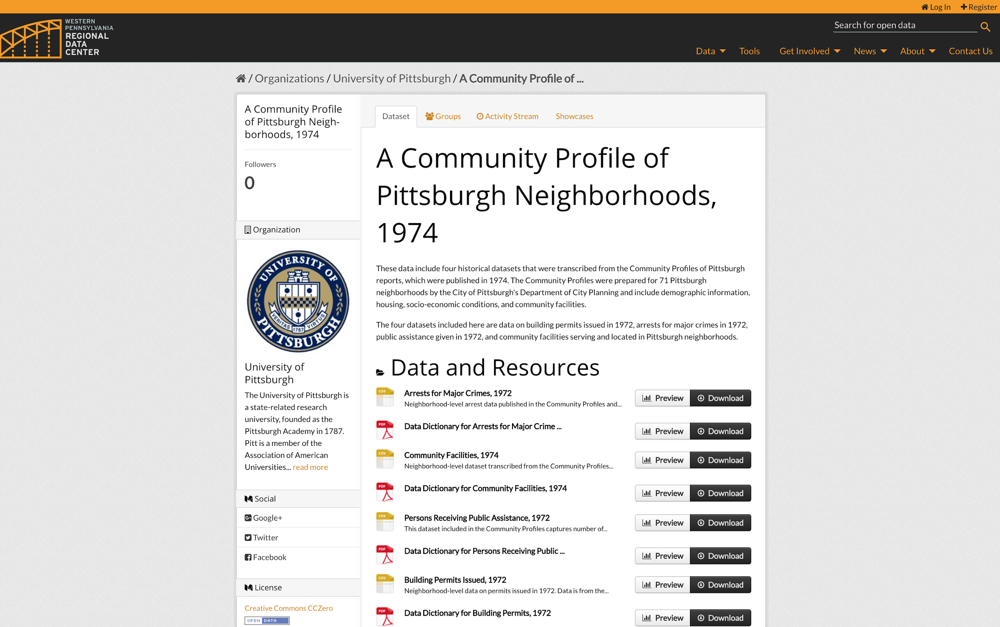 Log In
Register
WESTERN
PENNSYLVANIA
REGIONAL
DATA
CENTER
Search for open data
Data
Tools
Get Involved
News
About
Contact Us
/ Organizations / University of Pittsburgh / A Community Profile of ...
A Community Profile
of Pittsburgh Neigh-
borhoods, 1974
Followers
0
Organization
UNIVERSITY OF
PITTSBURGH
VERITAS 1787 VIRTUS
University of
Pittsburgh
The University of Pittsburgh is
a state-related research
university, founded as the
Pittsburgh Academy in 1787.
Pitt is a member of the
Association of American
Universities... read more
Social
Google+
Twitter
Facebook
License
Creative Commons CCZero
OPEN DATA
Dataset
Groups
Activity Stream
Showcases
A Community Profile of
Pittsburgh Neighborhoods,
1974
These data include four historical datasets that were transcribed from the Community Profiles of Pittsburgh
reports, which were published in 1974. The Community Profiles were prepared for 71 Pittsburgh
neighborhoods by the City of Pittsburgh's Department of City Planning and include demographic information,
housing, socio-economic conditions, and community facilities.
The four datasets included here are data on building permits issued in 1972, arrests for major crimes in 1972,
public assistance given in 1972, and community facilities serving and located in Pittsburgh neighborhoods.
Data and Resources
CSV
Arrests for Major Crimes, 1972
Neighborhood-level arrest data published in the Community Profiles and...
Preview
Download
PDF
Data Dictionary for Arrests for Major Crime ...
Preview
Download
CSV
Community Facilities, 1974
Neighborhood-level dataset transcribed from the Community Profiles...
Preview
Download
PDF
Data Dictionary for Community Facilities, 1974
Preview
Download
CSV
Persons Receiving Public Assistance, 1972
This dataset included in the Community Profiles captures number of...
Preview
Download
PDF
Data Dictionary for Persons Receiving Public ...
Preview
Download
CSV
Building Permits Issued, 1972
Neighborhood-level data on permits issued in 1972. Data is from the...
Preview
Download
PDF
Data Dictionary for Building Permits, 1972
Preview
Download